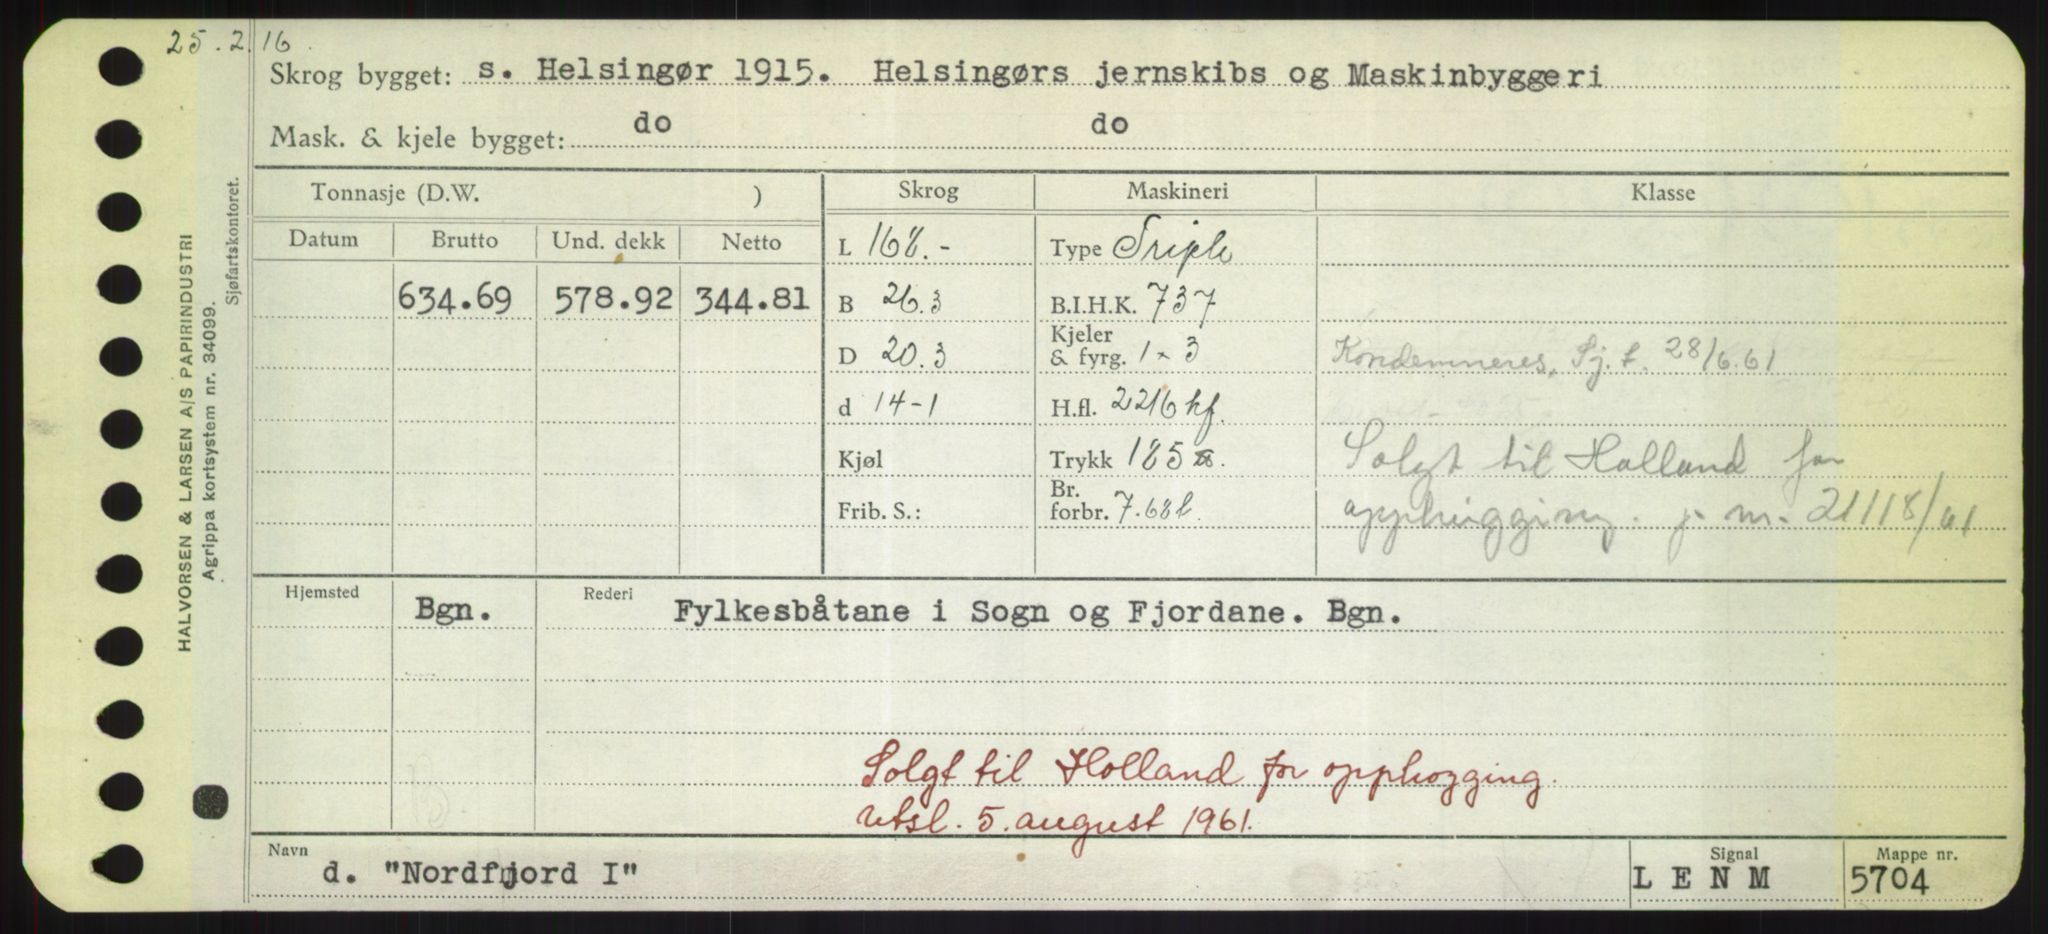 25.2.16.
Skrog bygget: s. Helsingør 1915. Helsingørs jernskibs og Maskinbyggeri
Mask. & kjele bygget: do do
Tonnasje (D.W. )
Skrog Maskineri Klasse
Datum Brutto Und. dekk Netto
L 168.- Type Triple
634.69 578.92 344.81
B 26.3 B.I.H.K. 737
D 20.3 Kjeler & fyrg. 1 x 3 Kondemneres, Sj.f. 28/6.61
d 14-1 H.fl. 2216 kf.
Kjøl Trykk 185 Solgt til Holland for
Frib. S.: Br. forbr. 7.68 opphugging. j. m. 21118/61
Hjemsted Bgn. Rederi Fylkesbåtane i Sogn og Fjordane. Bgn.
Solgt til Holland for opphogging.
Utsl. 5. august 1961.
Navn d. "Nordfjord I" Signal L E N M Mappe nr. 5704
HALVORSEN & LARSEN A/S PAPIRINDUSTRI
Agrippa kortsystem nr. 34099.
Sjøfartskontoret.